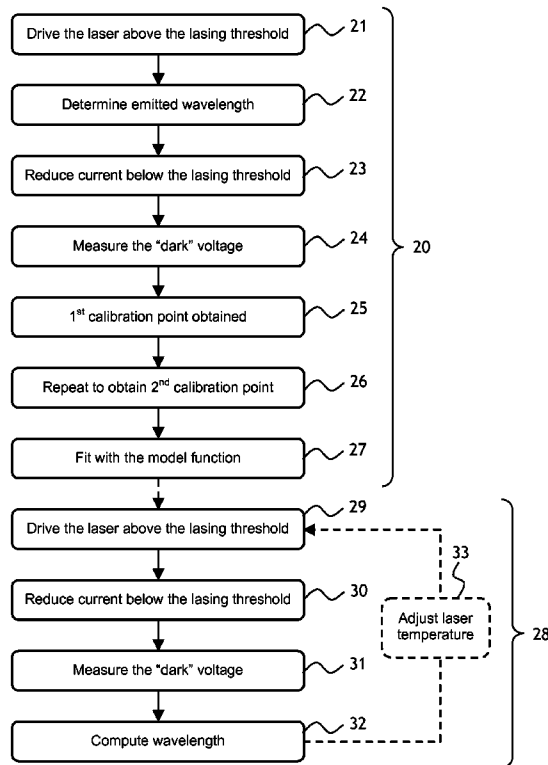 Drive the laser above the lasing threshold
21
Determine emitted wavelength
22
Reduce current below the lasing threshold
23
Measure the “dark” voltage
24
1st calibration point obtained
25
Repeat to obtain 2nd calibration point
26
Fit with the model function
27
20
Drive the laser above the lasing threshold
29
Reduce current below the lasing threshold
30
Measure the “dark” voltage
31
Compute wavelength
32
33
Adjust laser
temperature
28